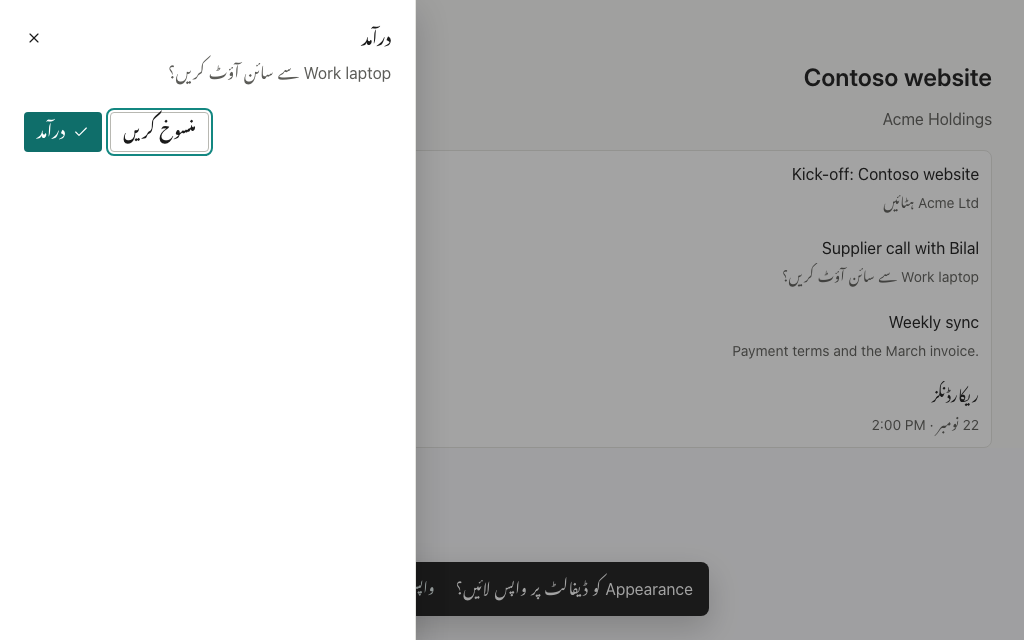 درآمد
Work laptop سے سائن آؤٹ کریں؟
منسوخ کریں
درآمد
Contoso website
Acme Holdings
Kick-off: Contoso website
Acme Ltd ہٹائیں
Supplier call with Bilal
Work laptop سے سائن آؤٹ کریں؟
Weekly sync
Payment terms and the March invoice.
ریکارڈنگز
22 نومبر · 2:00 PM
Appearance کو ڈیفالٹ پر واپس لائیں؟